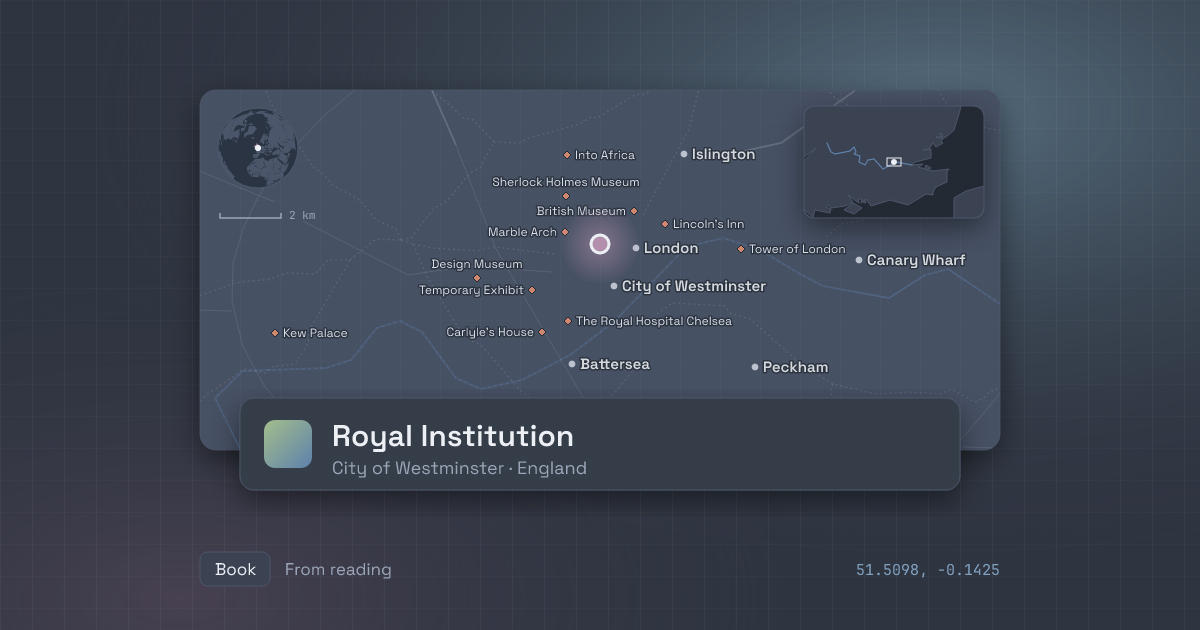 Into Africa
Islington
Sherlock Holmes Museum
British Museum
2 km
Lincoln's Inn
Marble Arch
London
Tower of London
Canary Wharf
Design Museum
City of Westminster
Temporary Exhibit
The Royal Hospital Chelsea
Kew Palace
Carlyle's House
Battersea
Peckham
Royal Institution
City of Westminster · England
Book
From reading
51.5098, -0.1425